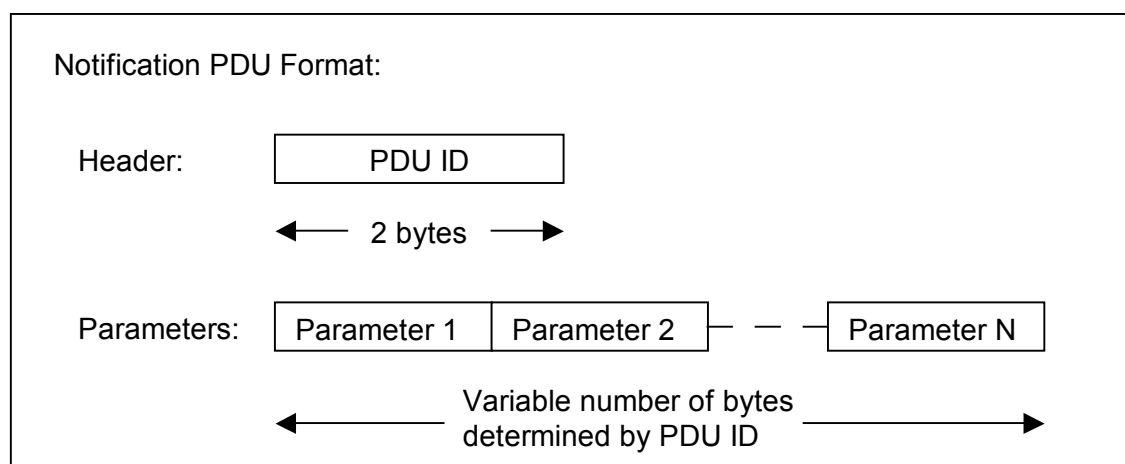 Notification PDU Format:
Header:
PDU ID
2 bytes
Parameters:
Parameter 1
Parameter 2
Parameter N
Variable number of bytes
determined by PDU ID